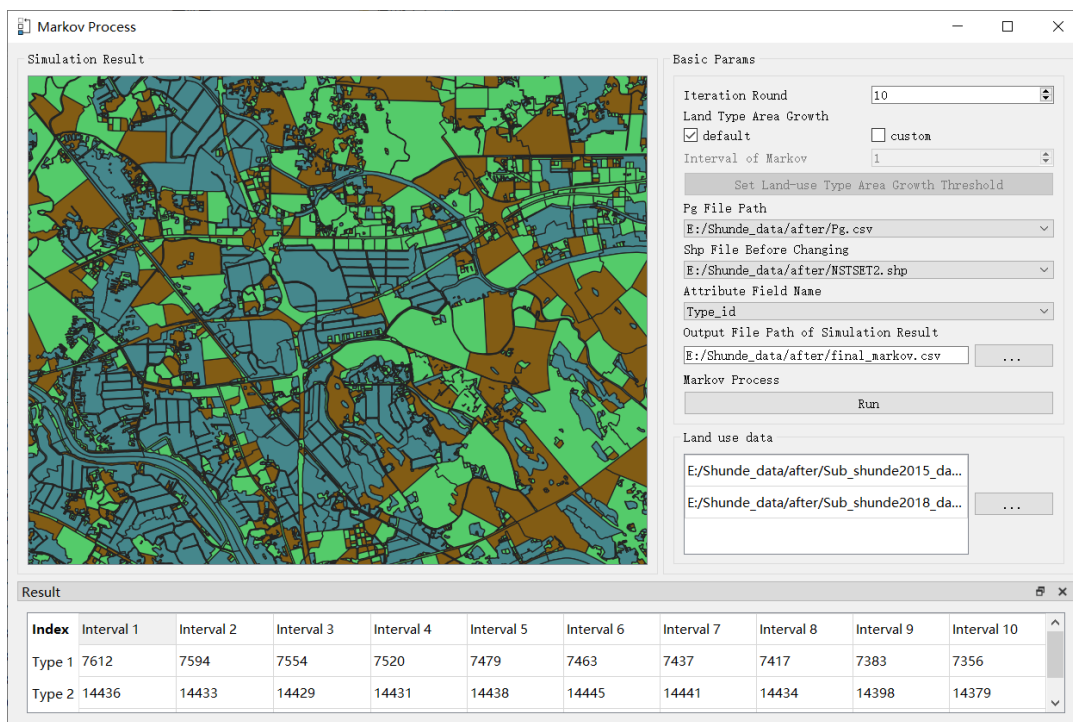 Markov Process
Simulation Result
Basic Params
Iteration Round 10
Land Type Area Growth
default custom
Interval of Markov 1
Set Land-use Type Area Growth Threshold
Pg File Path
E:/Shunde_data/after/Pg.csv
Shp File Before Changing
E:/Shunde_data/after/NSTSET2.shp
Attribute Field Name
Type_id
Output File Path of Simulation Result
E:/Shunde_data/after/final_markov.csv ...
Markov Process
Run
Land use data
E:/Shunde_data/after/Sub_shunde2015_da...
E:/Shunde_data/after/Sub_shunde2018_da...
...
Result
Index Interval 1 Interval 2 Interval 3 Interval 4 Interval 5 Interval 6 Interval 7 Interval 8 Interval 9 Interval 10
Type 1 7612 7594 7554 7520 7479 7463 7437 7417 7383 7356
Type 2 14436 14433 14429 14431 14438 14445 14441 14434 14398 14379